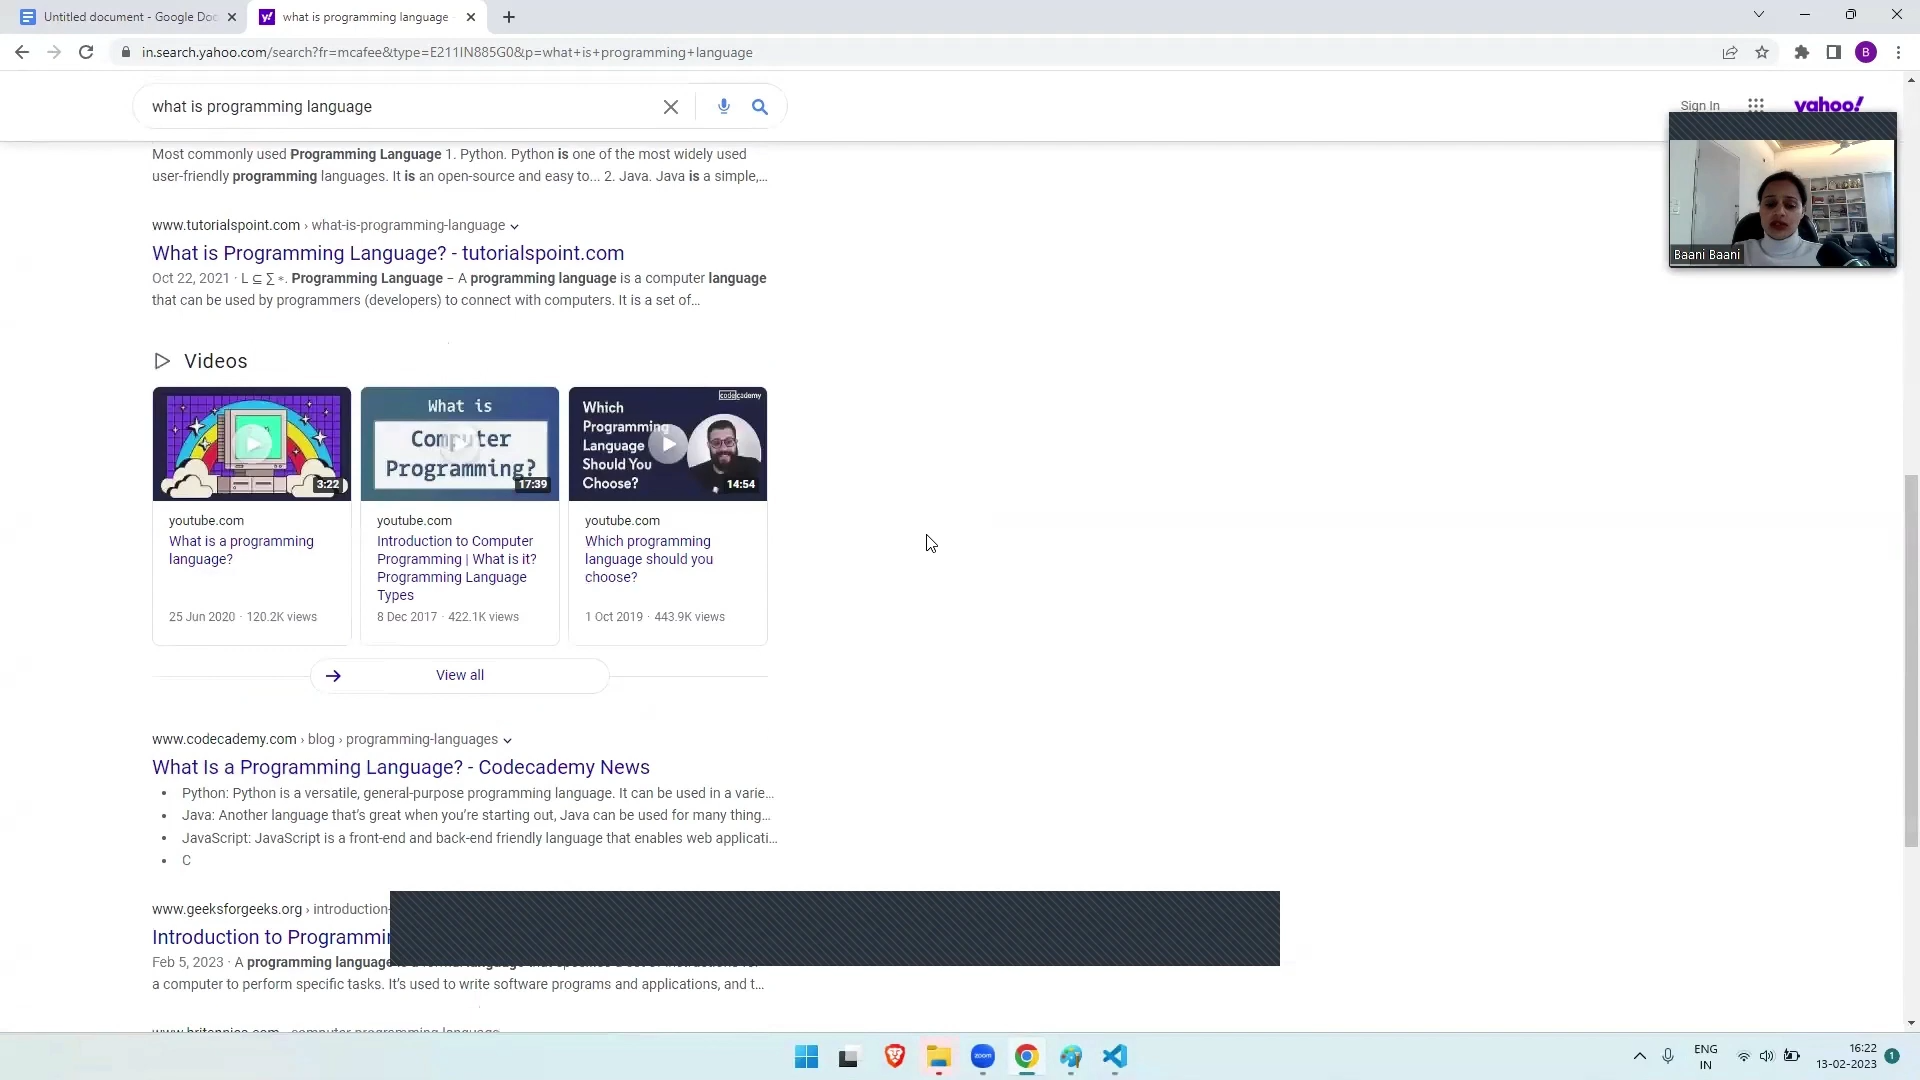 Untitled document - Google Doc
what is programming language
in.search.yahoo.com/search?fr=mcafee&type=E211IN885G0&p=what+is+programming+language
B
what is programming language
Sign In
yahoo!
Most commonly used Programming Language 1. Python. Python is one of the most widely used
user-friendly programming languages. It is an open-source and easy to... 2. Java. Java is a simple,...
Baani Baani
www.tutorialspoint.com › what-is-programming-language
What is Programming Language? - tutorialspoint.com
Oct 22, 2021 · L ⊆ ∑ ∗. Programming Language – A programming language is a computer language
that can be used by programmers (developers) to connect with computers. It is a set of...
Videos
3:22
What is
Computer
Programming?
17:39
codecademy
Which
Programming
Language
Should You
Choose?
14:54
youtube.com
What is a programming
language?
25 Jun 2020 · 120.2K views
youtube.com
Introduction to Computer
Programming | What is it?
Programming Language
Types
8 Dec 2017 · 422.1K views
youtube.com
Which programming
language should you
choose?
1 Oct 2019 · 443.9K views
View all
www.codecademy.com › blog › programming-languages
What Is a Programming Language? - Codecademy News
• Python: Python is a versatile, general-purpose programming language. It can be used in a varie...
• Java: Another language that's great when you're starting out, Java can be used for many thing...
• JavaScript: JavaScript is a front-end and back-end friendly language that enables web applicati...
• C
www.geeksforgeeks.org › introduction-
Introduction to Programmin
Feb 5, 2023 · A programming language
a computer to perform specific tasks. It's used to write software programs and applications, and t...
zoom
ENG
IN
16:22
13-02-2023
1